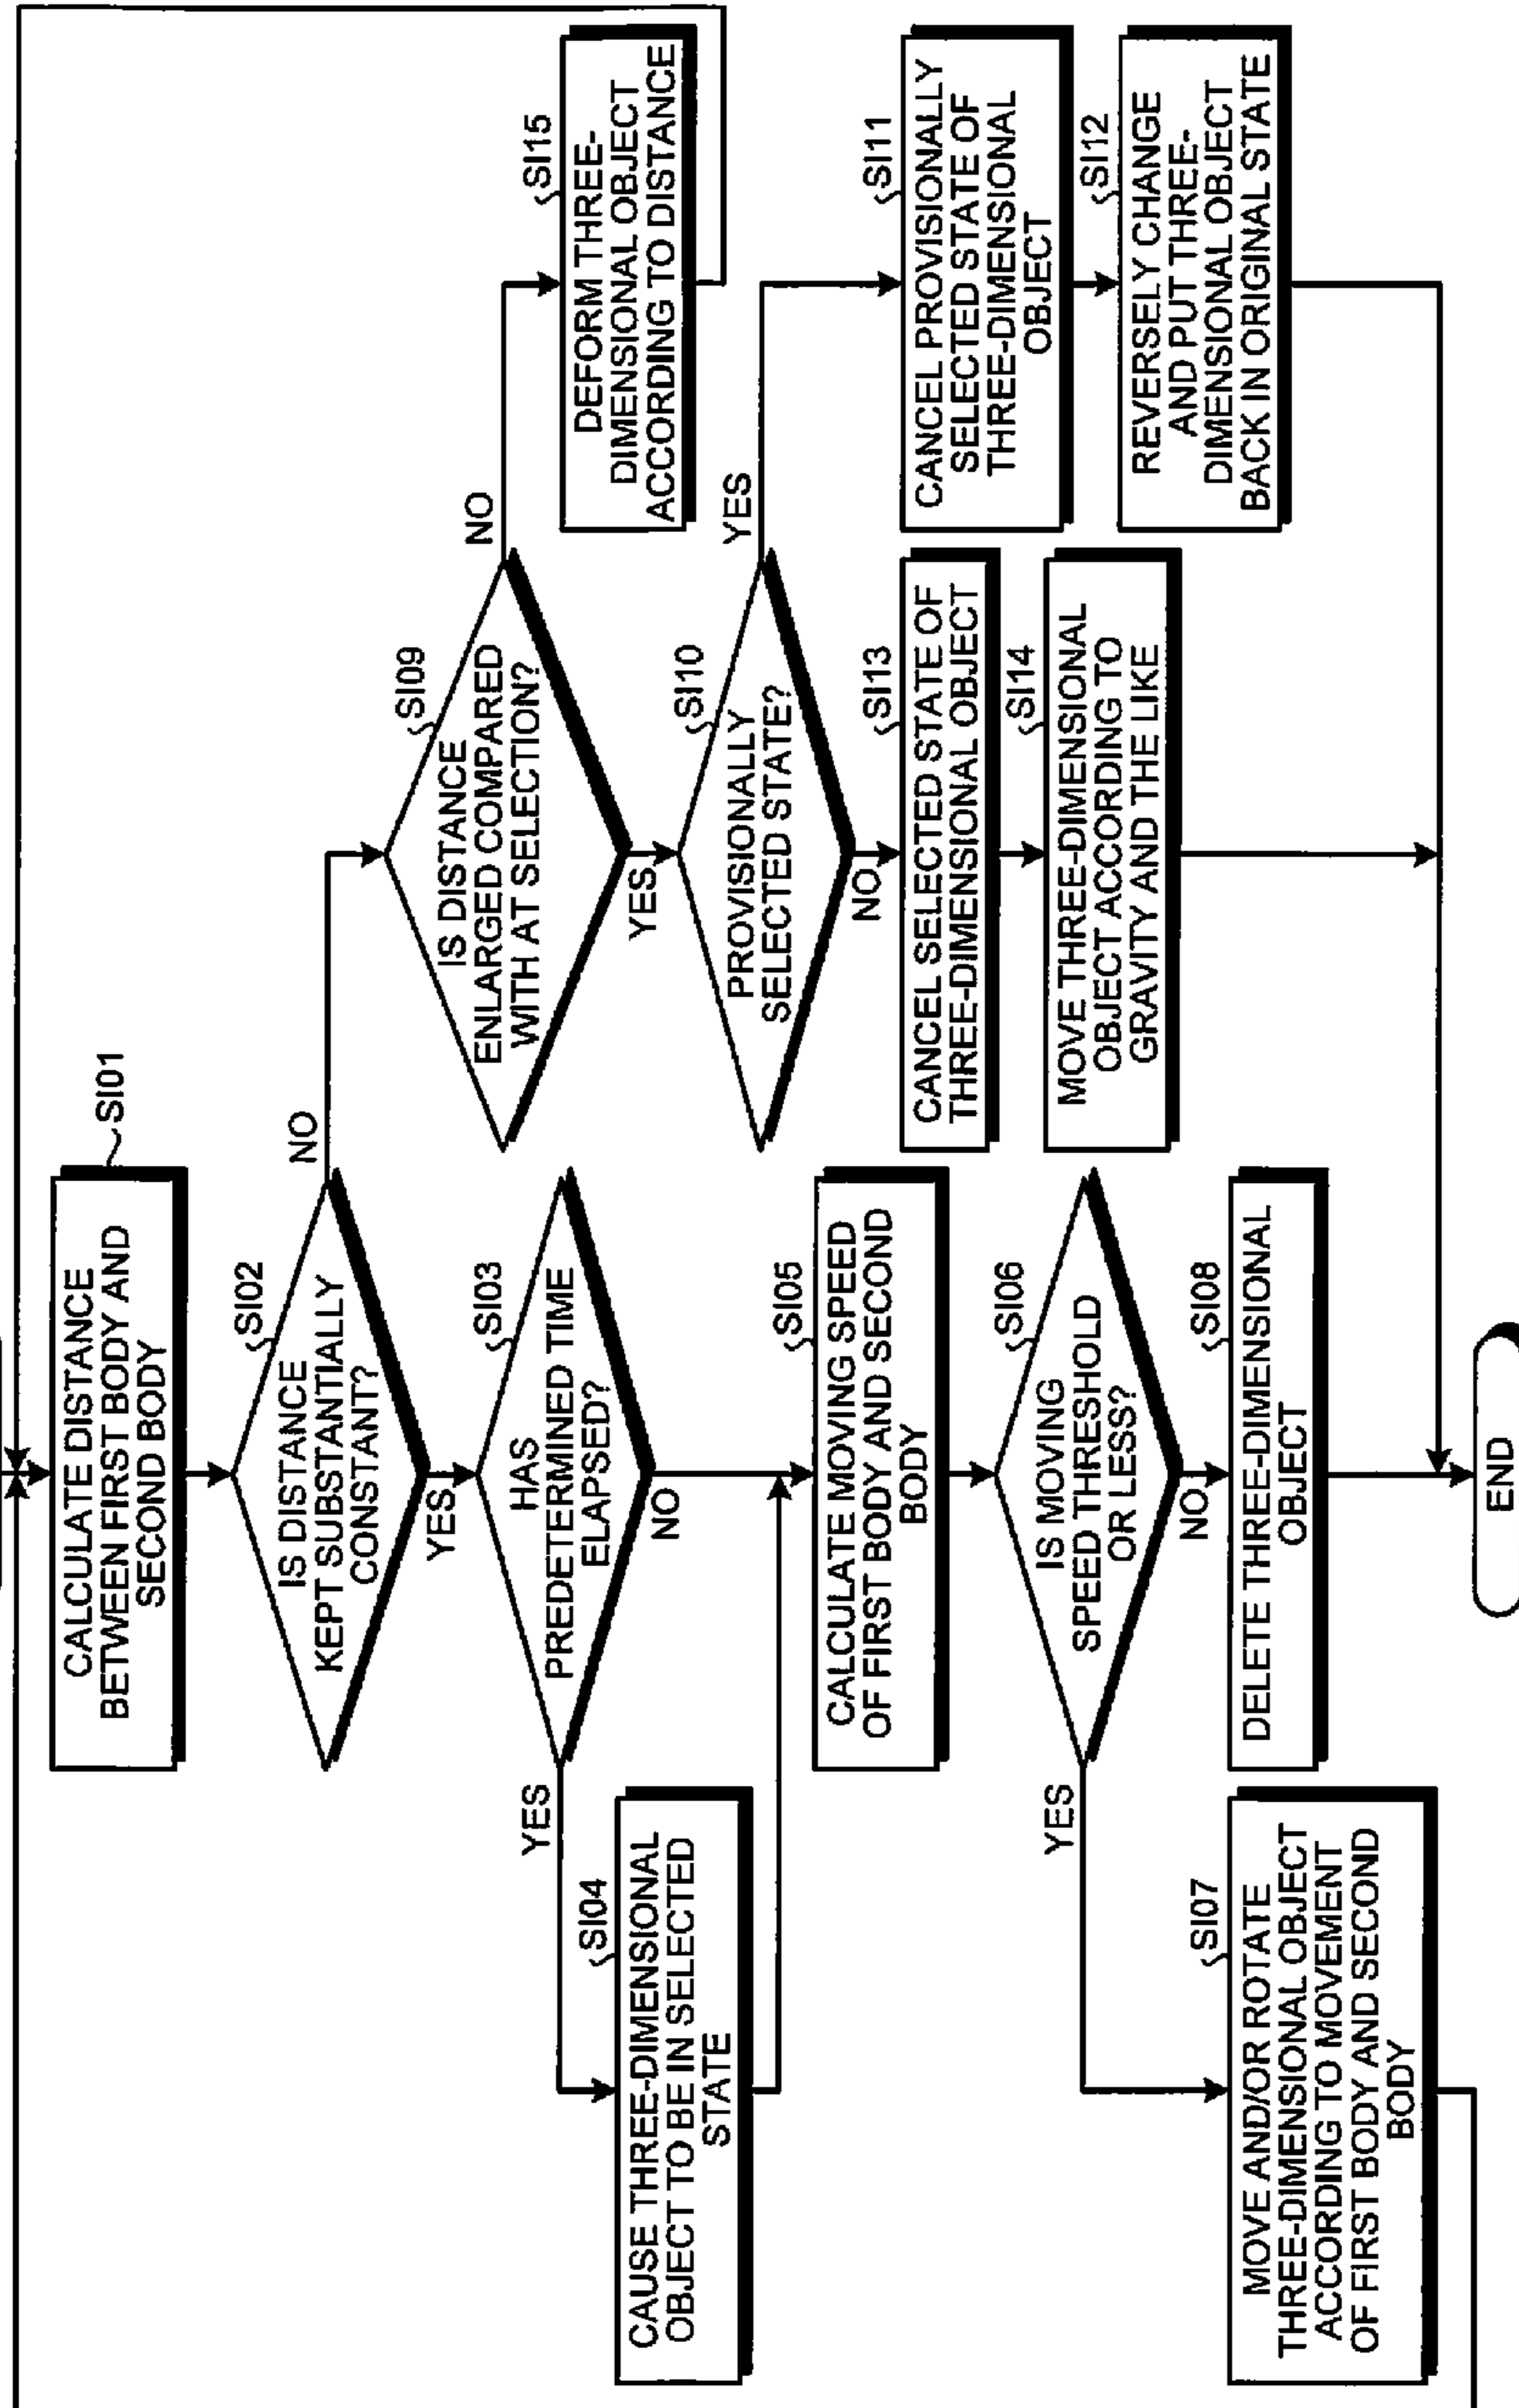 CALCULATE DISTANCE
BETWEEN FIRST BODY AND
SECOND BODY
SI01
IS DISTANCE
KEPT SUBSTANTIALLY
CONSTANT?
SI02
NO
YES
HAS
PREDETERMINED TIME
ELAPSED?
SI03
YES
NO
CAUSE THREE-DIMENSIONAL
OBJECT TO BE IN SELECTED
STATE
SI04
CALCULATE MOVING SPEED
OF FIRST BODY AND SECOND
BODY
SI05
IS MOVING
SPEED THRESHOLD
OR LESS?
SI06
YES
NO
MOVE AND/OR ROTATE
THREE-DIMENSIONAL OBJECT
ACCORDING TO MOVEMENT
OF FIRST BODY AND SECOND
BODY
SI07
DELETE THREE-DIMENSIONAL
OBJECT
SI08
IS DISTANCE
ENLARGED COMPARED
WITH AT SELECTION?
SI09
NO
YES
PROVISIONALLY
SELECTED STATE?
SI10
YES
NO
CANCEL PROVISIONALLY
SELECTED STATE OF
THREE-DIMENSIONAL
OBJECT
SI11
REVERSELY CHANGE
AND PUT THREE-
DIMENSIONAL OBJECT
BACK IN ORIGINAL STATE
SI12
CANCEL SELECTED STATE OF
THREE-DIMENSIONAL OBJECT
SI13
MOVE THREE-DIMENSIONAL
OBJECT ACCORDING TO
GRAVITY AND THE LIKE
SI14
DEFORM THREE-
DIMENSIONAL OBJECT
ACCORDING TO DISTANCE
SI15
END